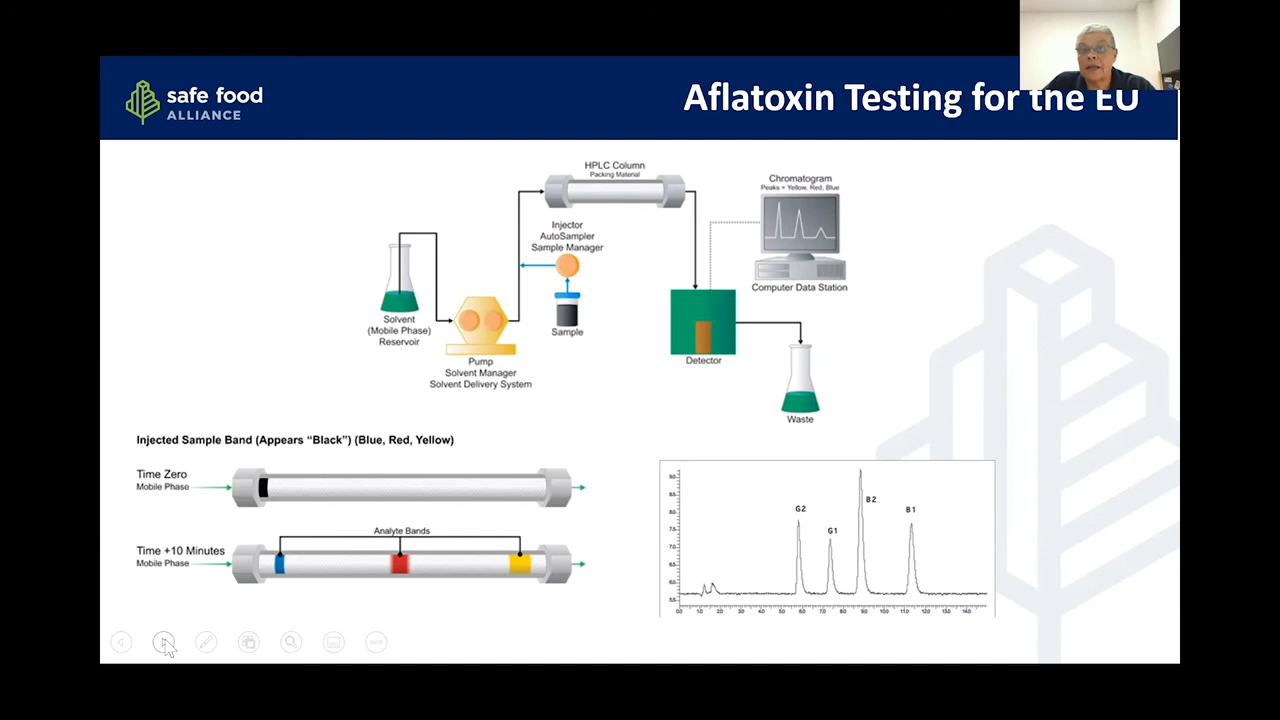 safe food
ALLIANCE
Aflatoxin Testing for the EU
HPLC Column
Packing Material
Chromatogram
Peaks = Yellow, Red, Blue
Injector
AutoSampler
Sample Manager
Computer Data Station
Solvent
(Mobile Phase)
Reservoir
Sample
Pump
Solvent Manager
Solvent Delivery System
Detector
Waste
Injected Sample Band (Appears “Black”) (Blue, Red, Yellow)
Time Zero
Mobile Phase
Analyte Bands
Time +10 Minutes
Mobile Phase
G2
G1
B2
B1